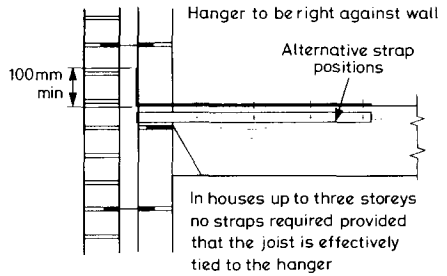 Hanger to be right against wall
Alternative strap
positions
100mm
min
In houses up to three storeys
no straps required provided
that the joist is effectively
tied to the hanger